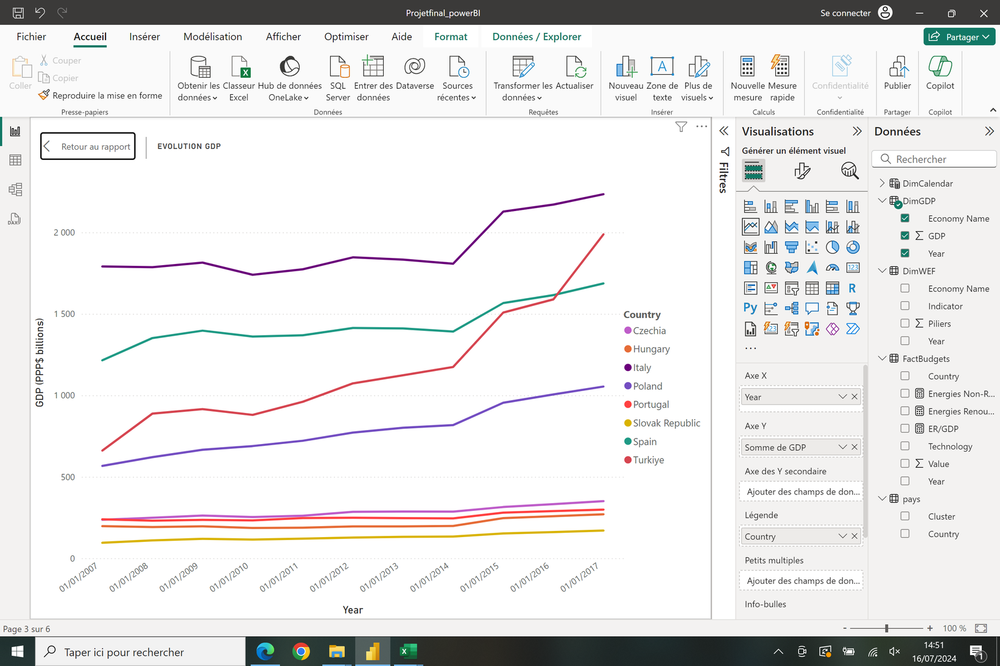 Projetfinal_powerBI
Se connecter
Fichier
Accueil
Insérer
Modélisation
Afficher
Optimiser
Aide
Format
Données / Explorer
Partager
Coller
Couper
Copier
Reproduire la mise en forme
Presse-papiers
Obtenir les
données
Classeur
Excel
Hub de données
OneLake
SQL
Server
Entrer des
données
Dataverse
Sources
récentes
Données
Transformer les
données
Actualiser
Requêtes
Nouveau
visuel
Zone de
texte
Plus de
visuels
Insérer
Nouvelle
mesure
Mesure
rapide
Calculs
Confidentialité
Confidentialité
Publier
Partager
Copilot
Copilot
DAX
Retour au rapport
EVOLUTION GDP
GDP (PPP$ billions)
2 000
1 500
1 000
500
0
01/01/2007
01/01/2008
01/01/2009
01/01/2010
01/01/2011
01/01/2012
01/01/2013
01/01/2014
01/01/2015
01/01/2016
01/01/2017
Year
Country
Czechia
Hungary
Italy
Poland
Portugal
Slovak Republic
Spain
Turkiye
Filtres
Visualisations
Générer un élément visuel
123
R
Py
123
...
Axe X
Year
Axe Y
Somme de GDP
Axe des Y secondaire
Ajouter des champs de don...
Légende
Country
Petits multiples
Ajouter des champs de don...
Info-bulles
Données
Rechercher
DimCalendar
DimGDP
Economy Name
∑ GDP
Year
DimWEF
Economy Name
Indicator
∑ Piliers
Year
FactBudgets
Country
Energies Non-R...
Energies Renou...
ER/GDP
Technology
∑ Value
Year
pays
Cluster
Country
Page 3 sur 6
- + 100 %
Taper ici pour rechercher
14:51
16/07/2024
1